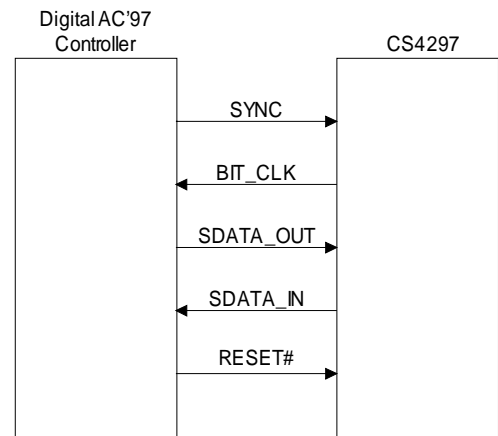 Digital AC'97
Controller
CS4297
SYNC
BIT_CLK
SDATA_OUT
SDATA_IN
RESET#